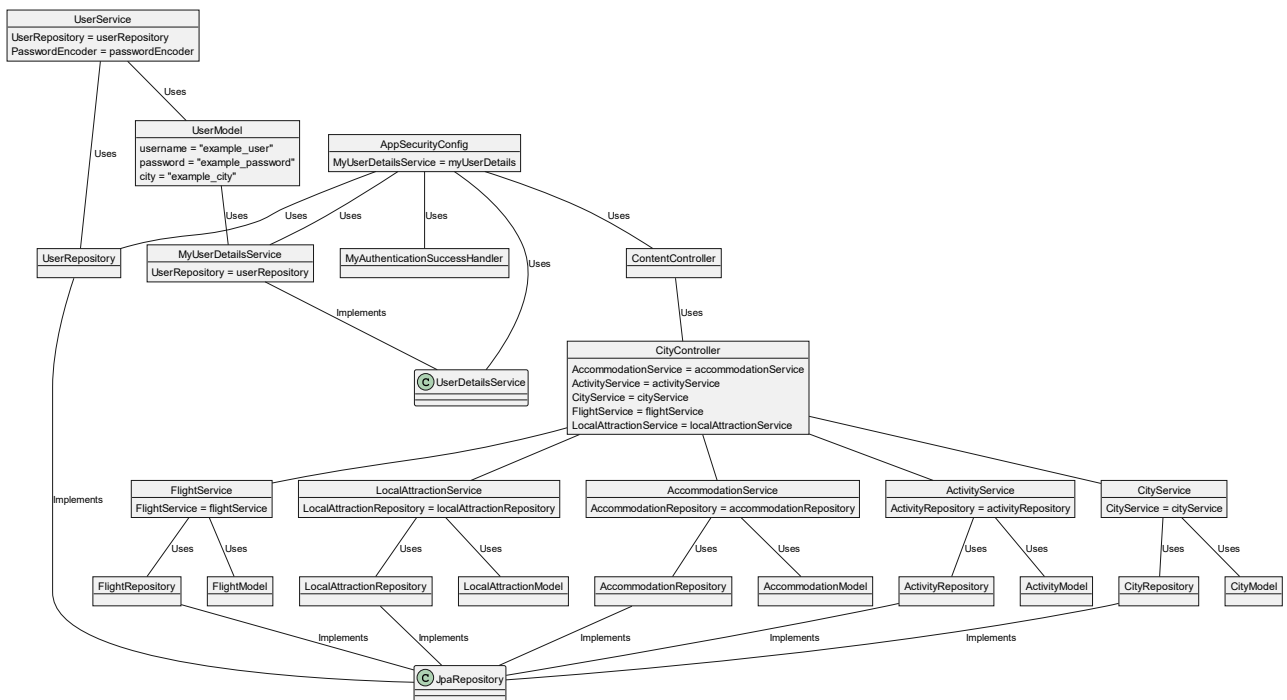 UserService
UserRepository = userRepository
PasswordEncoder = passwordEncoder
Uses
Uses
UserModel
username = "example_user"
password = "example_password"
city = "example_city"
AppSecurityConfig
MyUserDetailsService = myUserDetails
Uses
Uses
Uses
Uses
Uses
Uses
UserRepository
MyUserDetailsService
UserRepository = userRepository
MyAuthenticationSuccessHandler
ContentController
Implements
Uses
C UserDetailsService
CityController
AccommodationService = accommodationService
ActivityService = activityService
CityService = cityService
FlightService = flightService
LocalAttractionService = localAttractionService
Implements
FlightService
FlightService = flightService
LocalAttractionService
LocalAttractionRepository = localAttractionRepository
AccommodationService
AccommodationRepository = accommodationRepository
ActivityService
ActivityRepository = activityRepository
CityService
CityService = cityService
Uses
Uses
Uses
Uses
Uses
Uses
Uses
Uses
Uses
Uses
FlightRepository
FlightModel
LocalAttractionRepository
LocalAttractionModel
AccommodationRepository
AccommodationModel
ActivityRepository
ActivityModel
CityRepository
CityModel
Implements
Implements
Implements
Implements
Implements
C JpaRepository